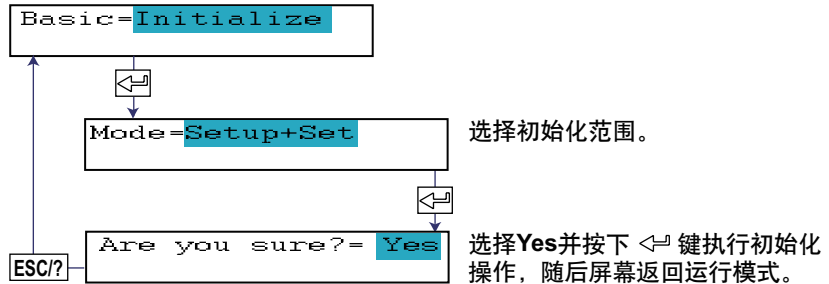 Basic=Initialize
Mode=Setup+Set
选择初始化范围。
Are you sure?= Yes
选择Yes并按下 键执行初始化
操作，随后屏幕返回运行模式。
ESC/?